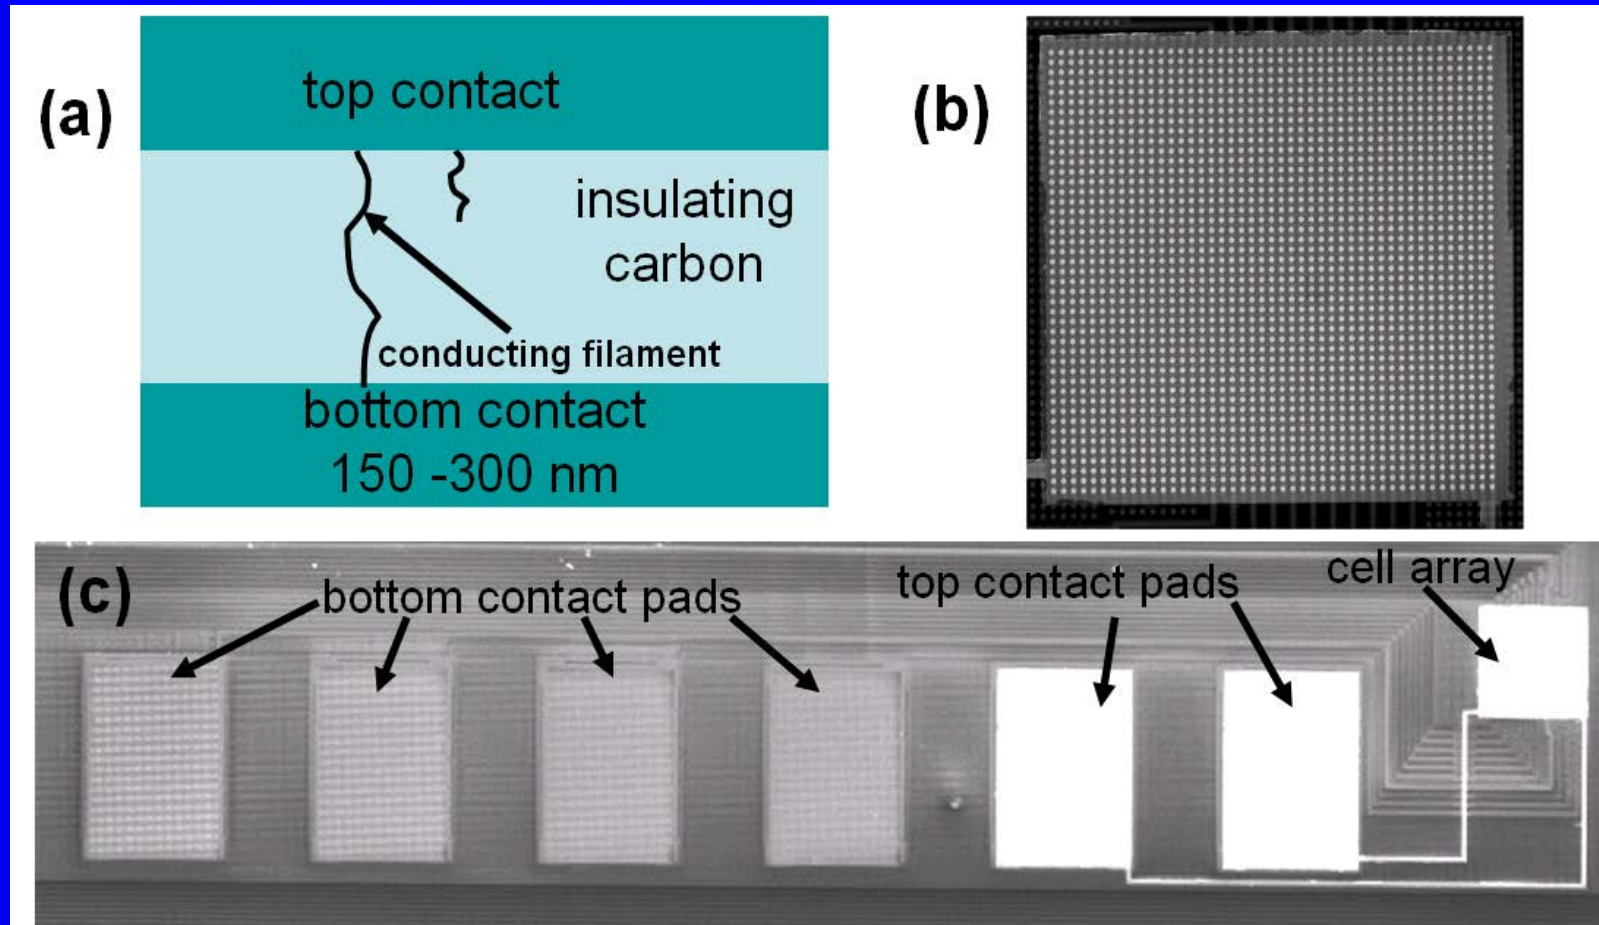 (a)
top contact
insulating
carbon
conducting filament
bottom contact
150 -300 nm
(b)
(c)
bottom contact pads
top contact pads
cell array